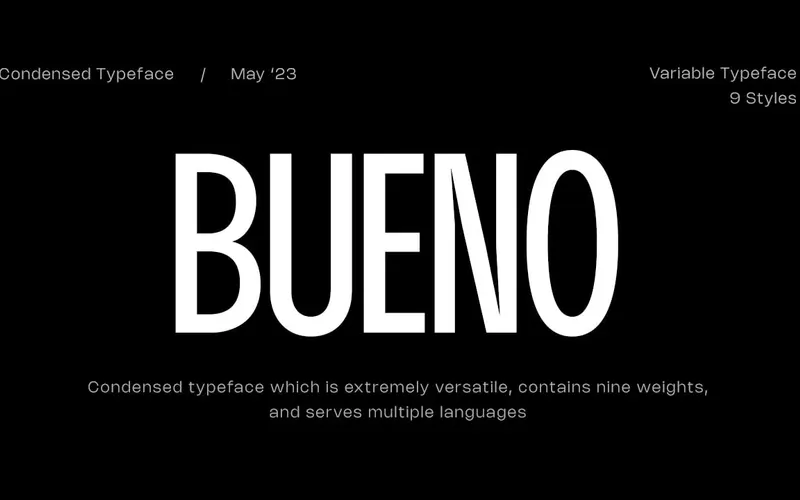 Condensed Typeface / May ‘23
Variable Typeface
9 Styles
BUENO
Condensed typeface which is extremely versatile, contains nine weights,
and serves multiple languages